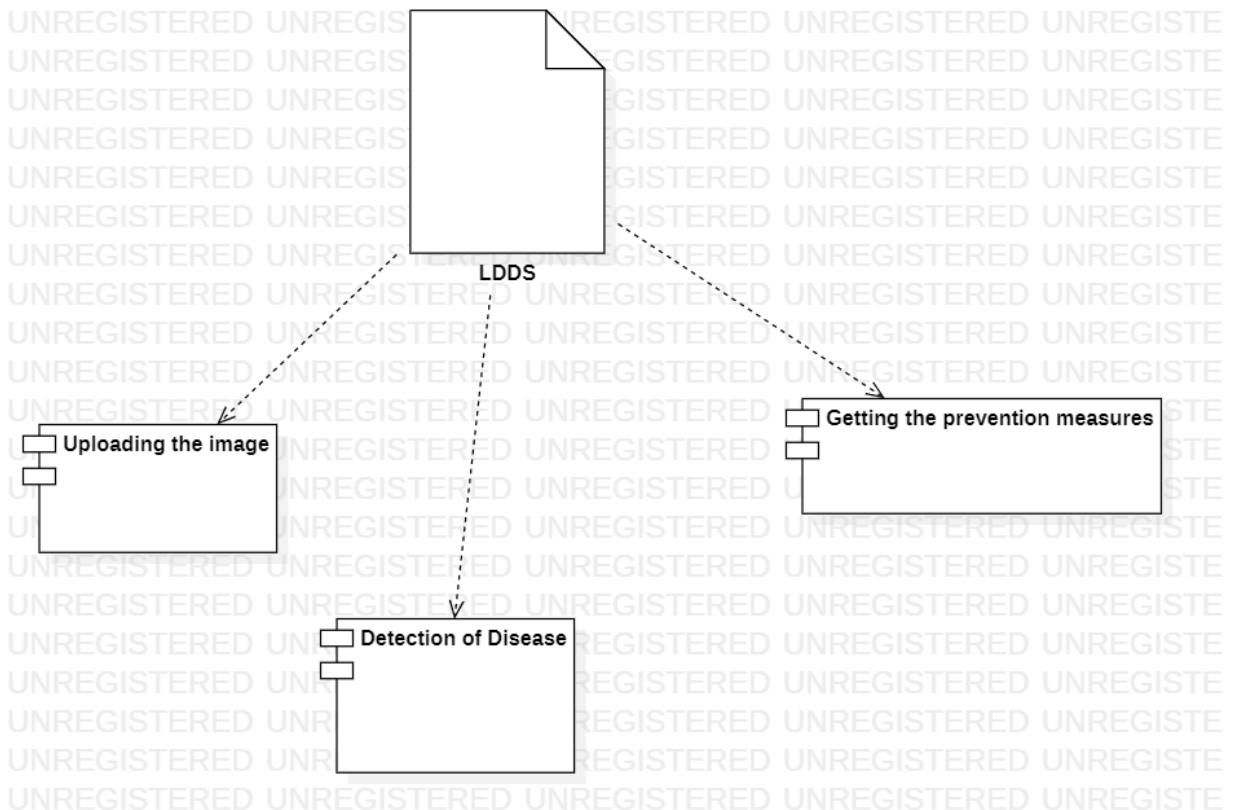 LDDS
Uploading the image
Getting the prevention measures
Detection of Disease